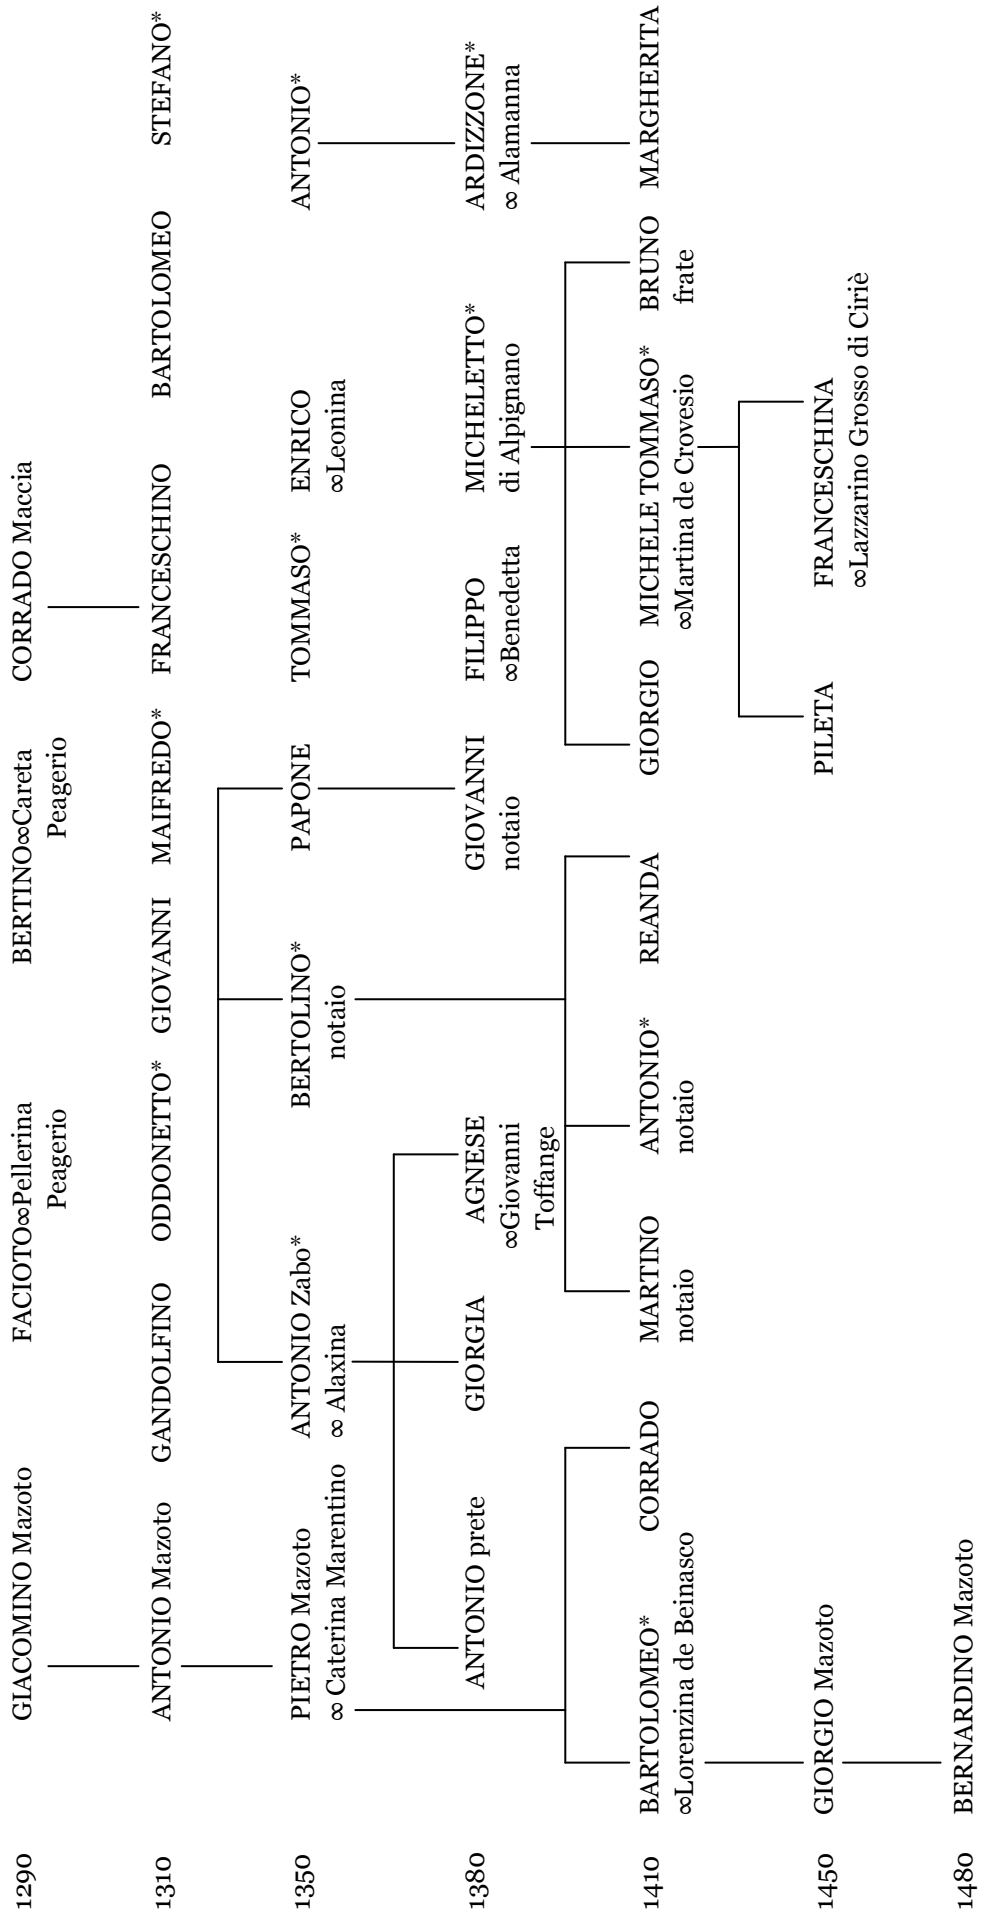 1290
GIACOMINO Mazoto
FACIOTO∞Pellerina
Peagerio
BERTINO∞Careta
Peagerio
CORRADO Maccia
1310
ANTONIO Mazoto
GANDOLFINO
ODDONETTO*
GIOVANNI
MAIFREDO*
FRANCESCHINO
BARTOLOMEO
STEFANO*
1350
PIETRO Mazoto
∞ Caterina Marentino
ANTONIO Zabo*
∞ Alaxina
BERTOLINO*
notaio
PAPONE
TOMMASO*
ENRICO
∞Leonina
ANTONIO*
1380
ANTONIO prete
GIORGIA
AGNESE
∞Giovanni
Toffange
GIOVANNI
notaio
FILIPPO
∞Benedetta
MICHELETTO*
di Alpignano
ARDIZZONE*
∞ Alamanna
1410
BARTOLOMEO*
∞Lorenzina de Beinasco
CORRADO
MARTINO
notaio
ANTONIO*
notaio
REANDA
GIORGIO
MICHELE TOMMASO*
∞Martina de Crovesio
BRUNO
frate
MARGHERITA
1450
GIORGIO Mazoto
PILETA
FRANCESCHINA
∞Lazzarino Grosso di Ciriè
1480
BERNARDINO Mazoto